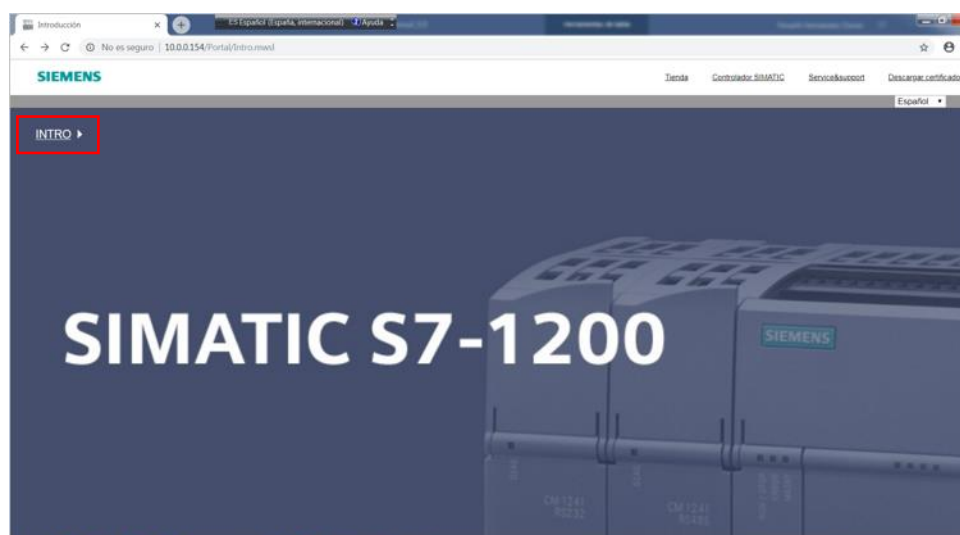 Introducción
ES Español (España, internacional) Ayuda
No es seguro | 10.0.0.154/Portal/Intro.mwsl
SIEMENS
Tienda Controlador SIMATIC Service&support Descargar certificado
Español
INTRO
SIMATIC S7-1200
SIEMENS
CM 1241
RS232
CM 1241
RS485